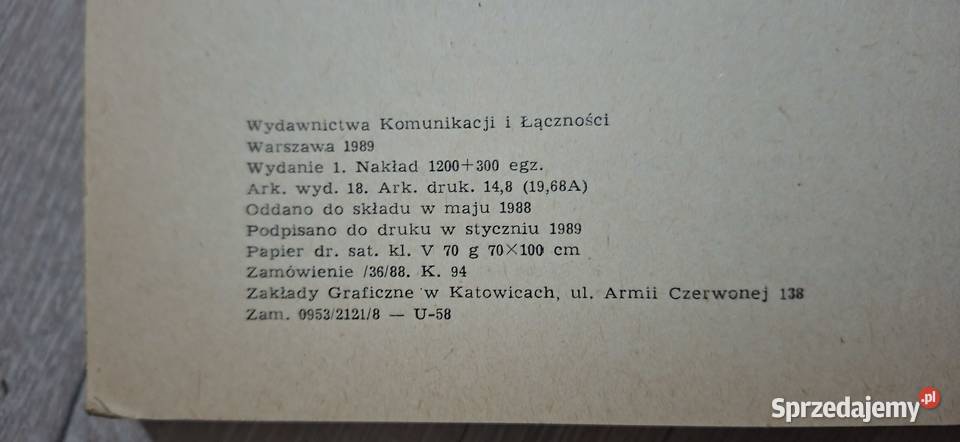 Wydawnictwa Komunikacji i Łączności
Warszawa 1989
Wydanie 1. Nakład 1200+300 egz.
Ark. wyd. 18. Ark. druk. 14,8 (19,68A)
Oddano do składu w maju 1988
Podpisano do druku w styczniu 1989
Papier dr. sat. kl. V 70 g 70×100 cm
Zamówienie /36/88. K. 94
Zakłady Graficzne w Katowicach, ul. Armii Czerwonej 138
Zam. 0953/2121/8 — U-58
Sprzedajemy.pl